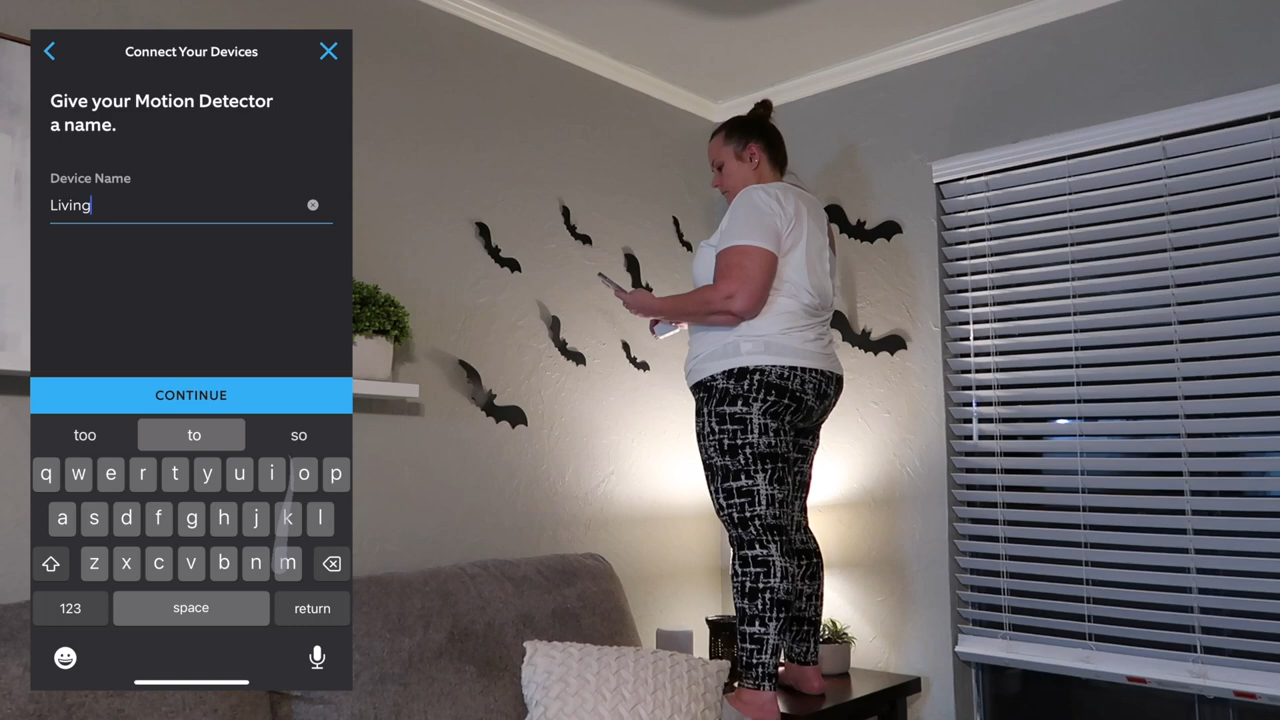 Connect Your Devices
Give your Motion Detector
a name.
Device Name
Living
CONTINUE
too to so
q w e r t y u i o p
a s d f g h j k l
z x c v b n m
123 space return